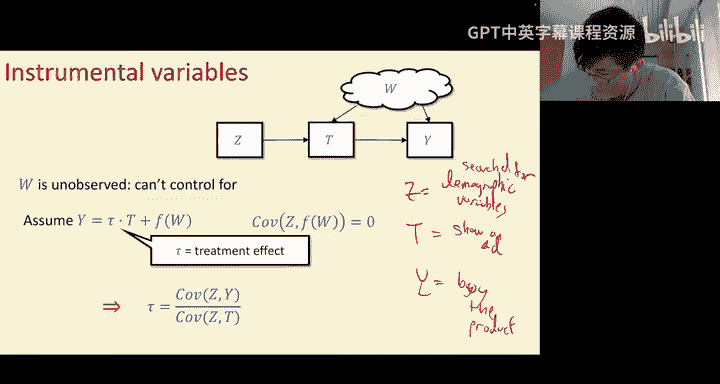 GPT中英字幕课程资源
bilibili
Instrumental variables
W
Z
T
Y
W is unobserved: can't control for
Assume Y = τ · T + f(W)
Cov(Z, f(W)) = 0
τ = treatment effect
⇒ τ = Cov(Z, Y) / Cov(Z, T)
searched for
Z = demographic
variables
T = show an
ad
Y = buy
the
product